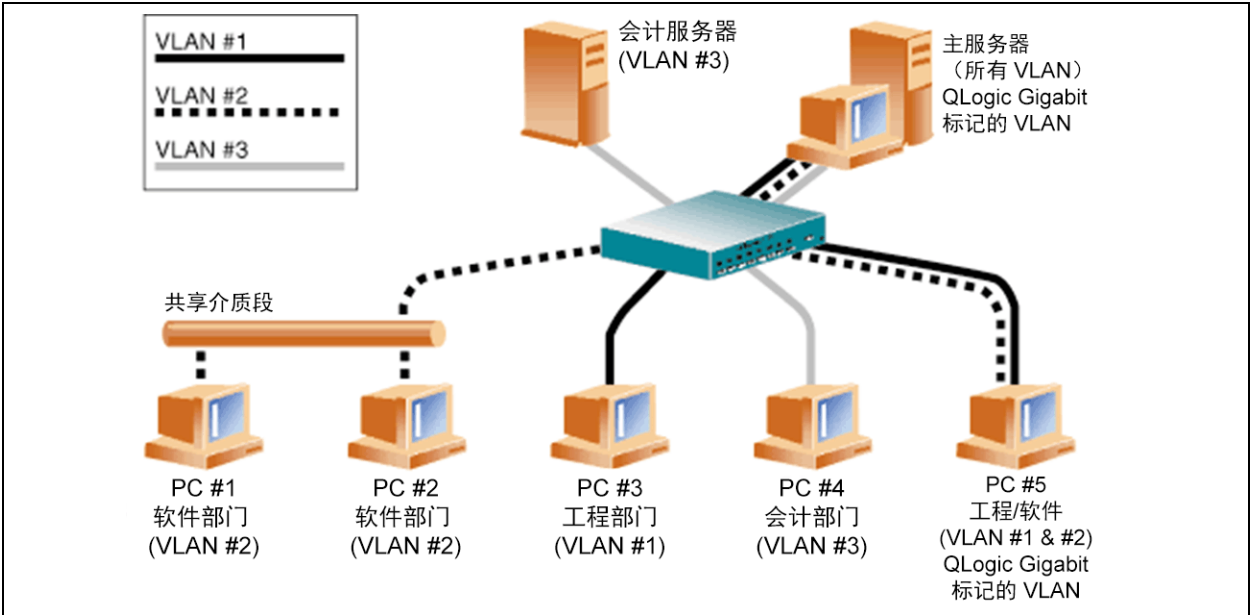 VLAN #1
VLAN #2
VLAN #3
会计服务器
(VLAN #3)
主服务器
（所有 VLAN）
QLogic Gigabit
标记的 VLAN
共享介质段
PC #1
软件部门
(VLAN #2)
PC #2
软件部门
(VLAN #2)
PC #3
工程部门
(VLAN #1)
PC #4
会计部门
(VLAN #3)
PC #5
工程/软件
(VLAN #1 & #2)
QLogic Gigabit
标记的 VLAN